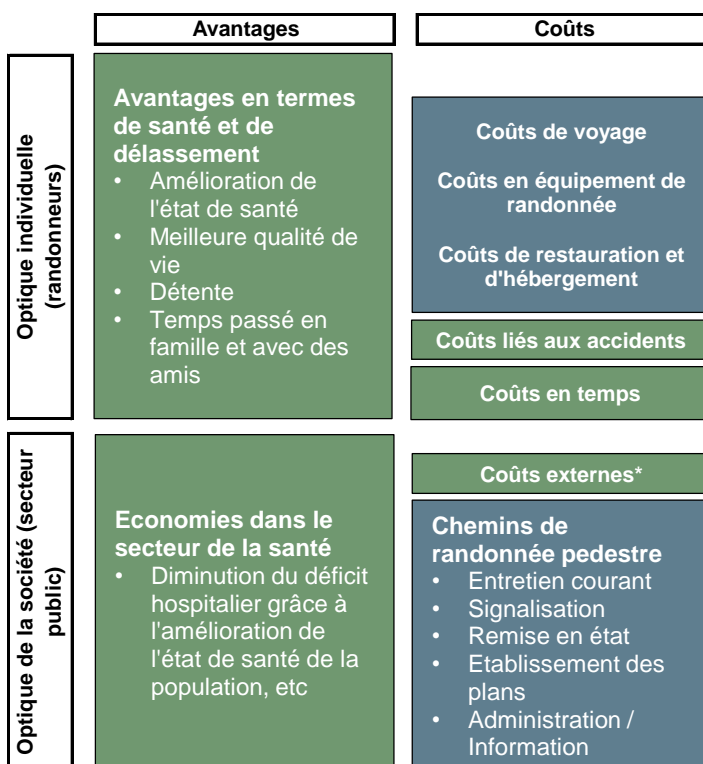 Avantages
Coûts
Optique individuelle
(randonneurs)
Avantages en termes
de santé et de
délassement
• Amélioration de
l'état de santé
• Meilleure qualité de
vie
• Détente
• Temps passé en
famille et avec des
amis
Coûts de voyage
Coûts en équipement de
randonnée
Coûts de restauration et
d'hébergement
Coûts liés aux accidents
Coûts en temps
Optique de la société (secteur
public)
Economies dans le
secteur de la santé
• Diminution du déficit
hospitalier grâce à
l'amélioration de
l'état de santé de la
population, etc
Coûts externes*
Chemins de
randonnée pedestre
• Entretien courant
• Signalisation
• Remise en état
• Etablissement des
plans
• Administration /
Information